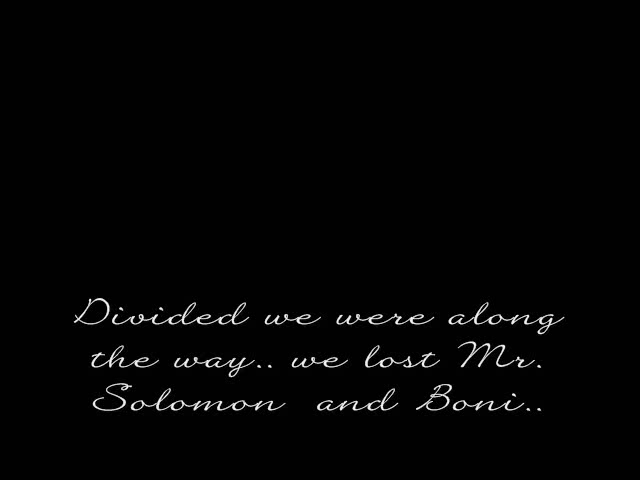 Divided we were along
the way.. we lost Mr.
Solomon and Boni..